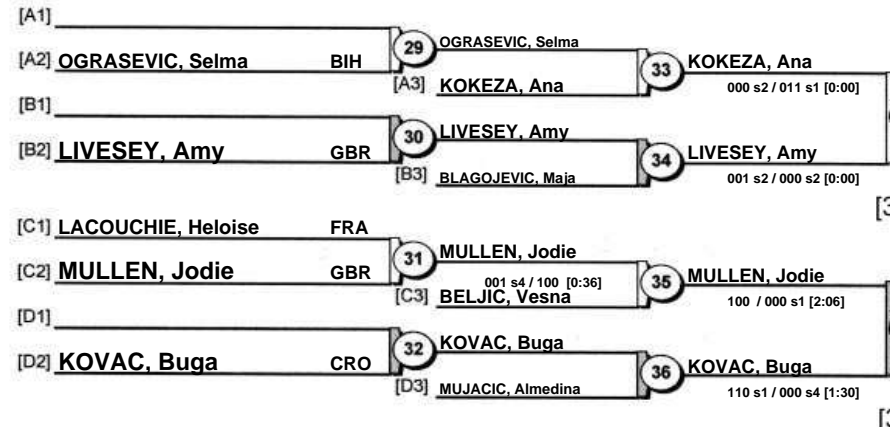 [A1]
[A2] OGRASEVIC, Selma BIH
29
OGRASEVIC, Selma
[A3] KOKEZA, Ana
33
KOKEZA, Ana
000 s2 / 011 s1 [0:00]
[B1]
[B2] LIVESEY, Amy GBR
30
LIVESEY, Amy
[B3] BLAGOJEVIC, Maja
34
LIVESEY, Amy
001 s2 / 000 s2 [0:00]
[3
[C1] LACOUCHIE, Heloise FRA
[C2] MULLEN, Jodie GBR
31
MULLEN, Jodie
001 s4 / 100 [0:36]
[C3] BELJIC, Vesna
35
MULLEN, Jodie
100 / 000 s1 [2:06]
[D1]
[D2] KOVAC, Buga CRO
32
KOVAC, Buga
[D3] MUJACIC, Almedina
36
KOVAC, Buga
110 s1 / 000 s4 [1:30]